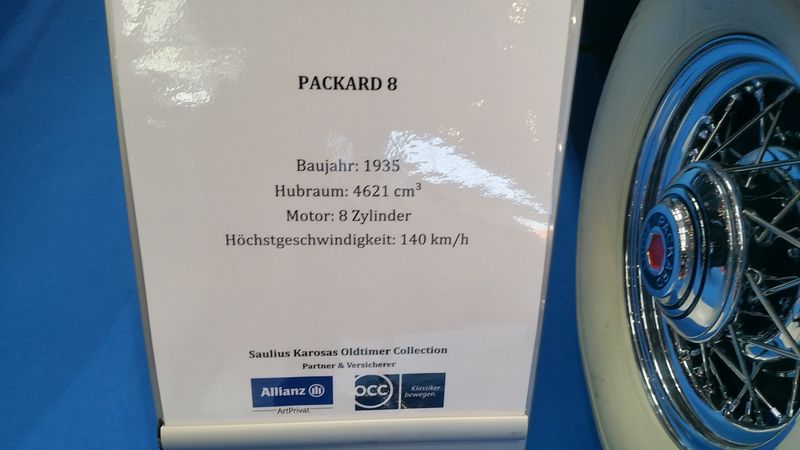 PACKARD 8
Baujahr: 1935
Hubraum: 4621 cm³
Motor: 8 Zylinder
Höchstgeschwindigkeit: 140 km/h
Saulius Karosas Oldtimer Collection
Partner & Versicherer
Allianz
ArtPrivat
OCC
Klassiker
bewegen.
PACKARD